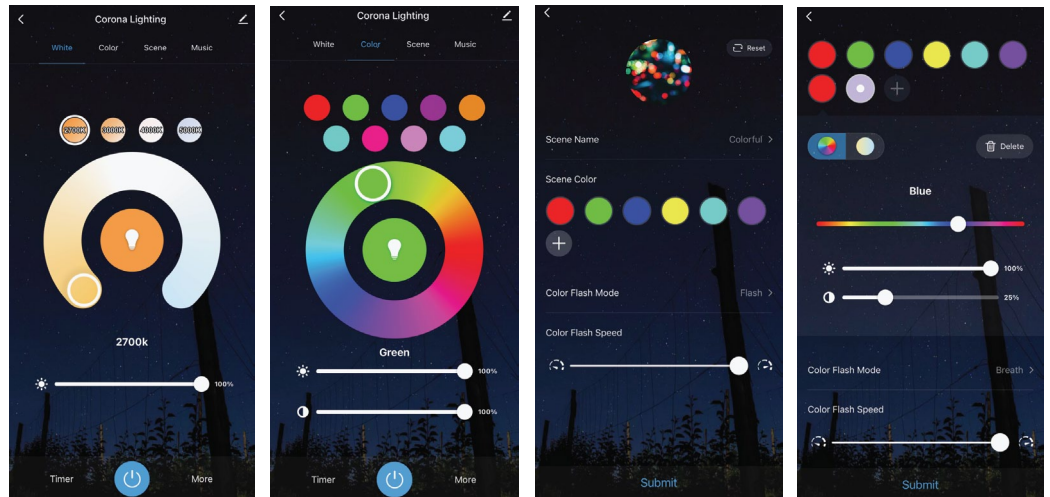 Corona Lighting
White Color Scene Music
2700K 3000K 4000K 5000K
2700k
100%
Timer More
Corona Lighting
White Color Scene Music
Green
100%
100%
Timer More
Reset
Scene Name Colorful >
Scene Color
Color Flash Mode Flash >
Color Flash Speed
Submit
Delete
Blue
100%
25%
Color Flash Mode Breath >
Color Flash Speed
Submit